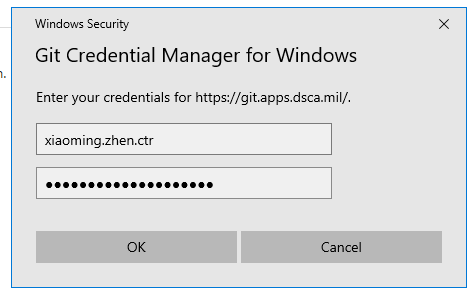 Windows Security
Git Credential Manager for Windows
Enter your credentials for https://git.apps.dsca.mil/.
xiaoming.zhen.ctr
●●●●●●●●●●●●●●●●●●●●
OK
Cancel